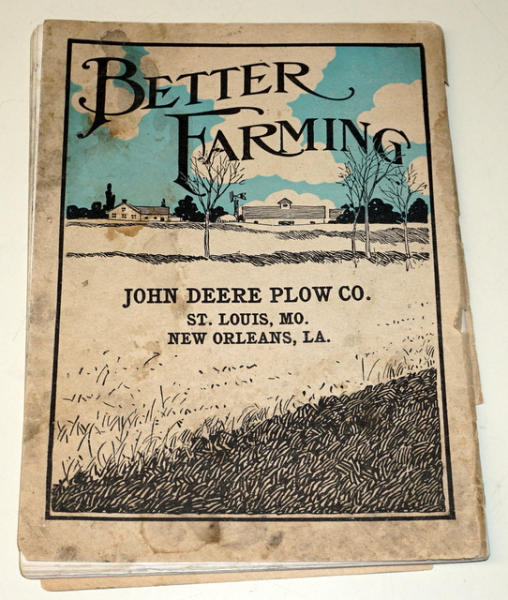 BETTER
FARMING
JOHN DEERE PLOW CO.
ST. LOUIS, MO.
NEW ORLEANS, LA.